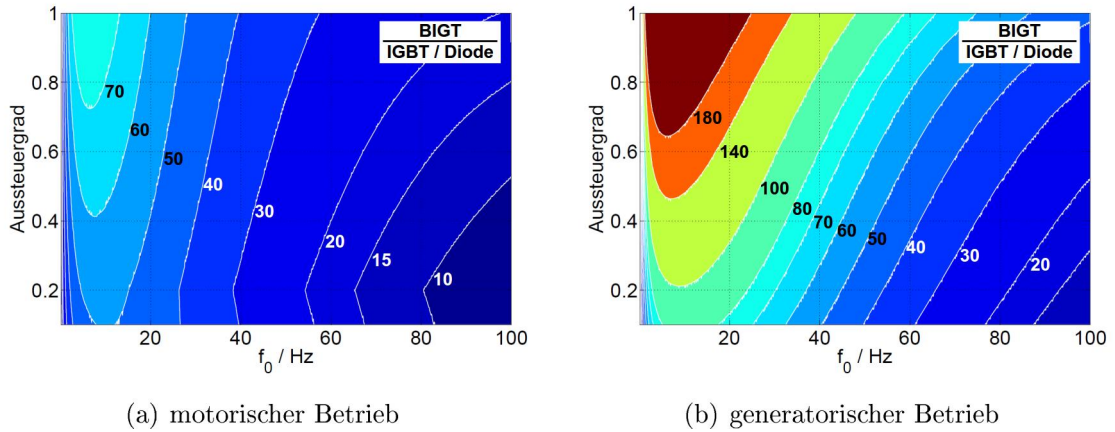 1
0.8
0.6
0.4
0.2
Aussteuergrad
BIGT
IGBT / Diode
70
60
50
40
30
20
15
10
20 40 60 80 100
f0 / Hz
(a) motorischer Betrieb
1
0.8
0.6
0.4
0.2
Aussteuergrad
BIGT
IGBT / Diode
180
140
100
80
70
60
50
40
30
20
20 40 60 80 100
f0 / Hz
(b) generatorischer Betrieb